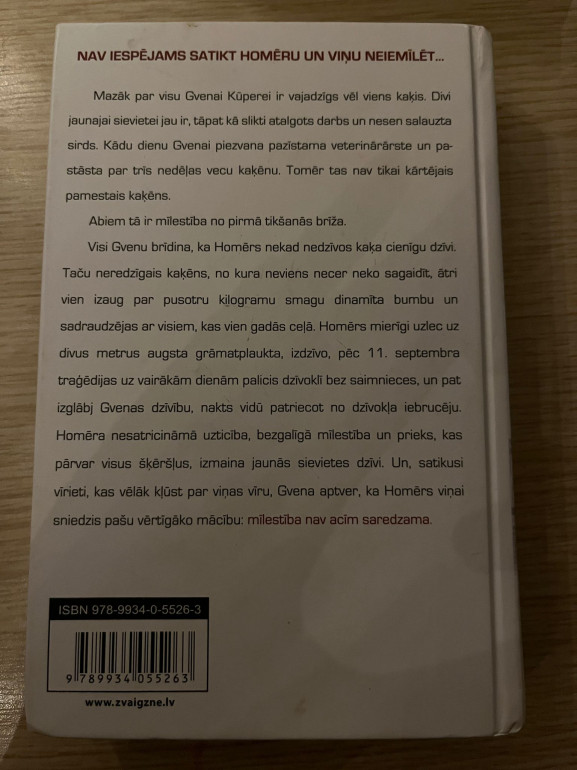 NAV IESPĒJAMS SATIKT HOMĒRU UN VIŅU NEIEMĪLĒT...
Mazāk par visu Gvenai Kūperei ir vajadzīgs vēl viens kaķis. Divi
jaunajai sievietei jau ir, tāpat kā slikti atalgots darbs un nesen salauzta
sirds. Kādu dienu Gvenai piezvana pazīstama veterinārārste un pa-
stāsta par trīs nedēļas vecu kaķēnu. Tomēr tas nav tikai kārtējais
pamestais kaķēns.
Abiem tā ir mīlestība no pirmā tikšanās brīža.
Visi Gvenu brīdina, ka Homērs nekad nedzīvos kaķa cienīgu dzīvi.
Taču neredzīgais kaķēns, no kura neviens necer neko sagaidīt, ātri
vien izaug par pusotru kilogramu smagu dinamīta bumbu un
sadraudzējas ar visiem, kas vien gadās ceļā. Homērs mierīgi uzlec uz
divus metrus augsta grāmatplaukta, izdzīvo, pēc 11. septembra
traģēdijas uz vairākām dienām palicis dzīvoklī bez saimnieces, un pat
izglābj Gvenas dzīvību, nakts vidū patriecot no dzīvokļa iebrucēju.
Homēra nesatricināmā uzticība, bezgalīgā mīlestība un prieks, kas
pārvar visus šķēršļus, izmaina jaunās sievietes dzīvi. Un, satikusi
vīrieti, kas vēlāk kļūst par viņas vīru, Gvena aptver, ka Homērs viņai
sniedzis pašu vērtīgāko mācību: mīlestība nav acīm saredzama.
ISBN 978-9934-0-5526-3
9 789934 055263
www.zvaigzne.lv